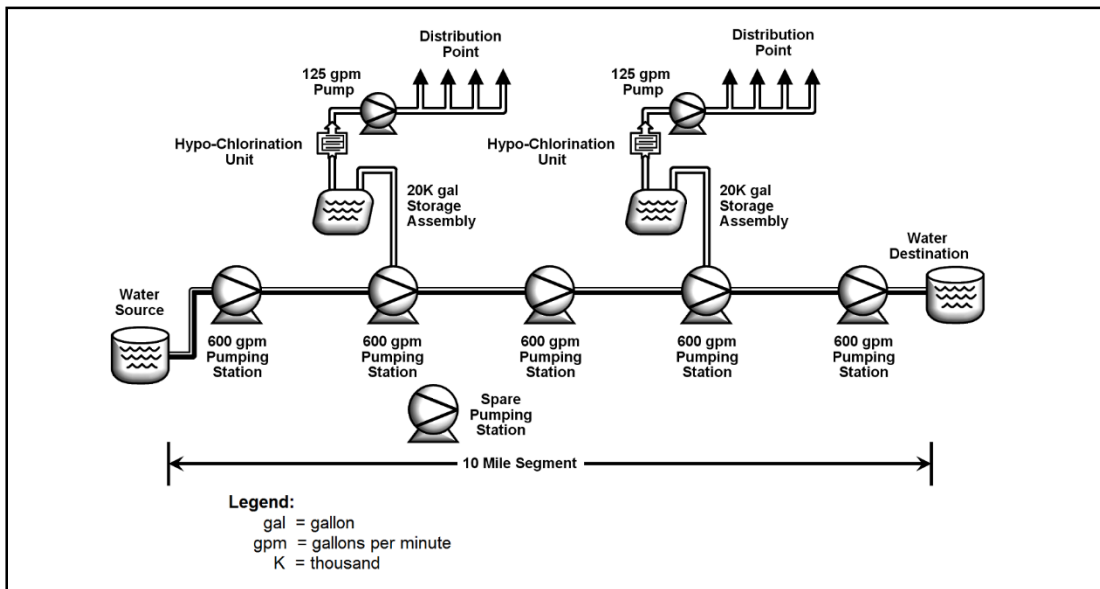 Distribution
Point
125 gpm
Pump
Hypo-Chlorination
Unit
20K gal
Storage
Assembly
Distribution
Point
125 gpm
Pump
Hypo-Chlorination
Unit
20K gal
Storage
Assembly
Water
Destination
Water
Source
600 gpm
Pumping
Station
600 gpm
Pumping
Station
600 gpm
Pumping
Station
600 gpm
Pumping
Station
600 gpm
Pumping
Station
Spare
Pumping
Station
10 Mile Segment
Legend:
gal = gallon
gpm = gallons per minute
K = thousand